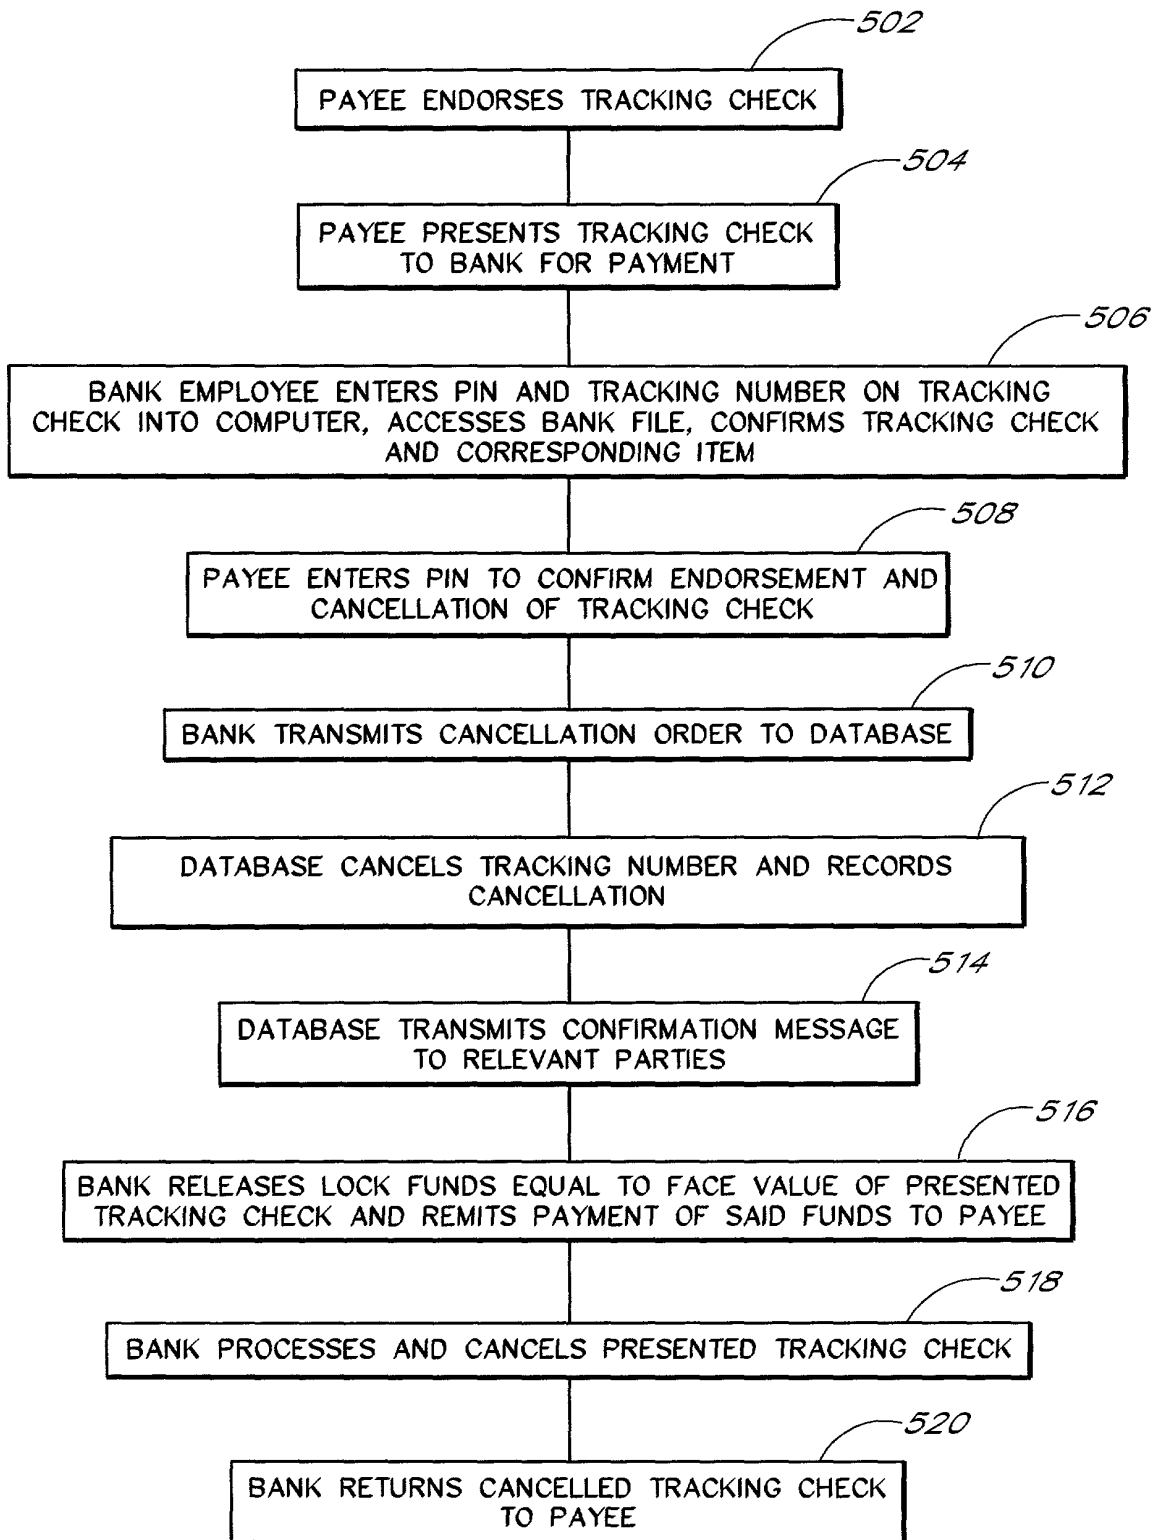 502
PAYEE ENDORSES TRACKING CHECK
504
PAYEE PRESENTS TRACKING CHECK
TO BANK FOR PAYMENT
506
BANK EMPLOYEE ENTERS PIN AND TRACKING NUMBER ON TRACKING
CHECK INTO COMPUTER, ACCESSES BANK FILE, CONFIRMS TRACKING CHECK
AND CORRESPONDING ITEM
508
PAYEE ENTERS PIN TO CONFIRM ENDORSEMENT AND
CANCELLATION OF TRACKING CHECK
510
BANK TRANSMITS CANCELLATION ORDER TO DATABASE
512
DATABASE CANCELS TRACKING NUMBER AND RECORDS
CANCELLATION
514
DATABASE TRANSMITS CONFIRMATION MESSAGE
TO RELEVANT PARTIES
516
BANK RELEASES LOCK FUNDS EQUAL TO FACE VALUE OF PRESENTED
TRACKING CHECK AND REMITS PAYMENT OF SAID FUNDS TO PAYEE
518
BANK PROCESSES AND CANCELS PRESENTED TRACKING CHECK
520
BANK RETURNS CANCELLED TRACKING CHECK
TO PAYEE